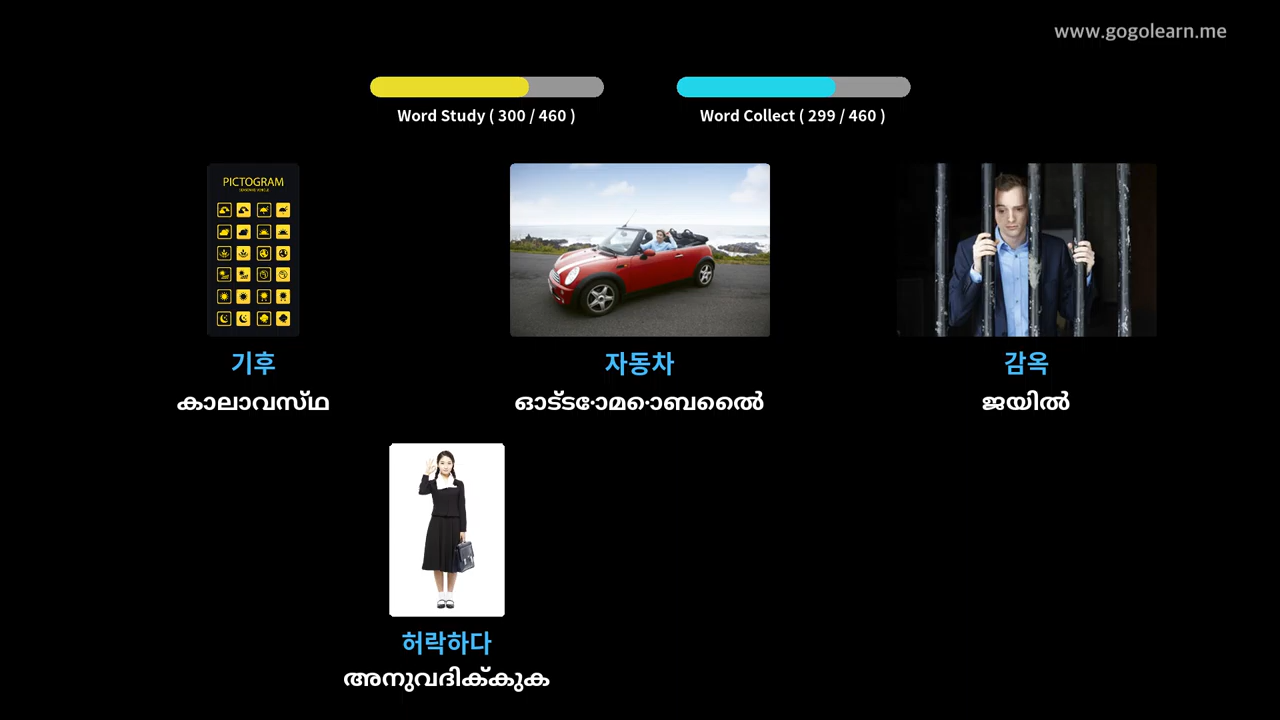 www.gogolearn.me
Word Study ( 300 / 460 )
Word Collect ( 299 / 460 )
PICTOGRAM
기후
자동차
감옥
കാലാവസ്ഥ
ഓട്ടോമൊബൈൽ
ജയിൽ
허락하다
അനുവദിക്കുക